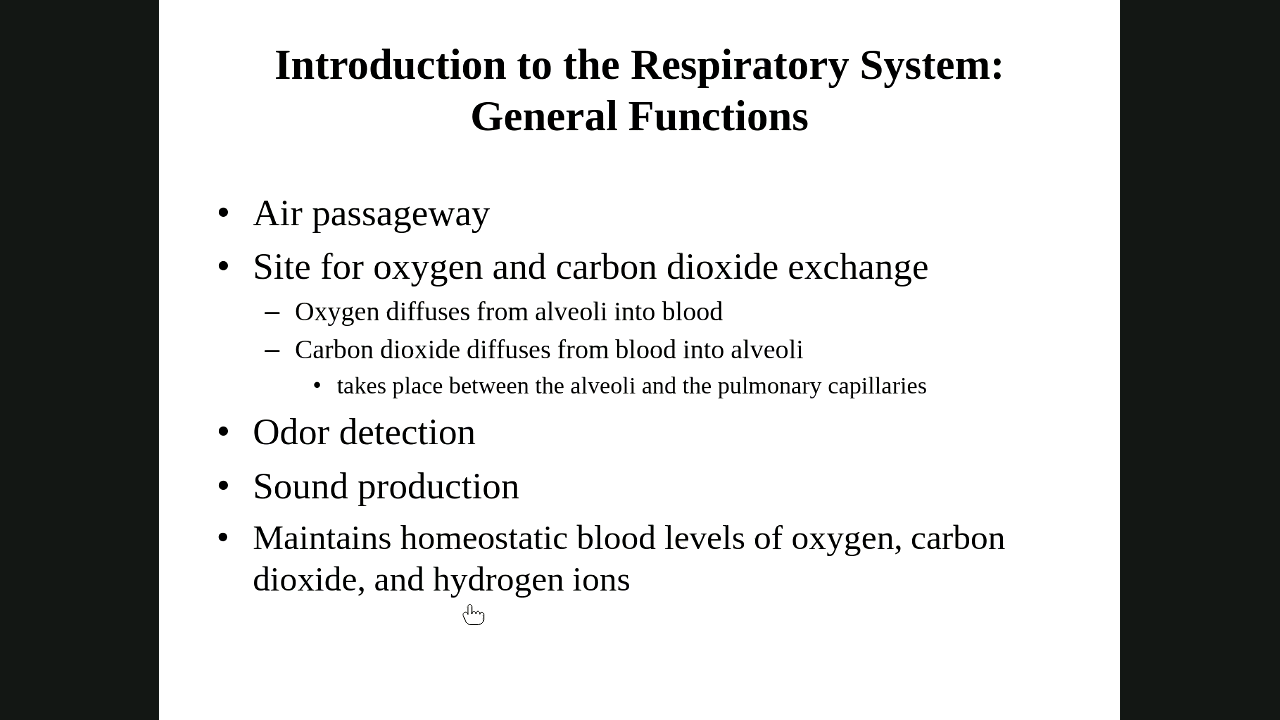 Introduction to the Respiratory System:
General Functions
• Air passageway
• Site for oxygen and carbon dioxide exchange
– Oxygen diffuses from alveoli into blood
– Carbon dioxide diffuses from blood into alveoli
• takes place between the alveoli and the pulmonary capillaries
• Odor detection
• Sound production
• Maintains homeostatic blood levels of oxygen, carbon
dioxide, and hydrogen ions